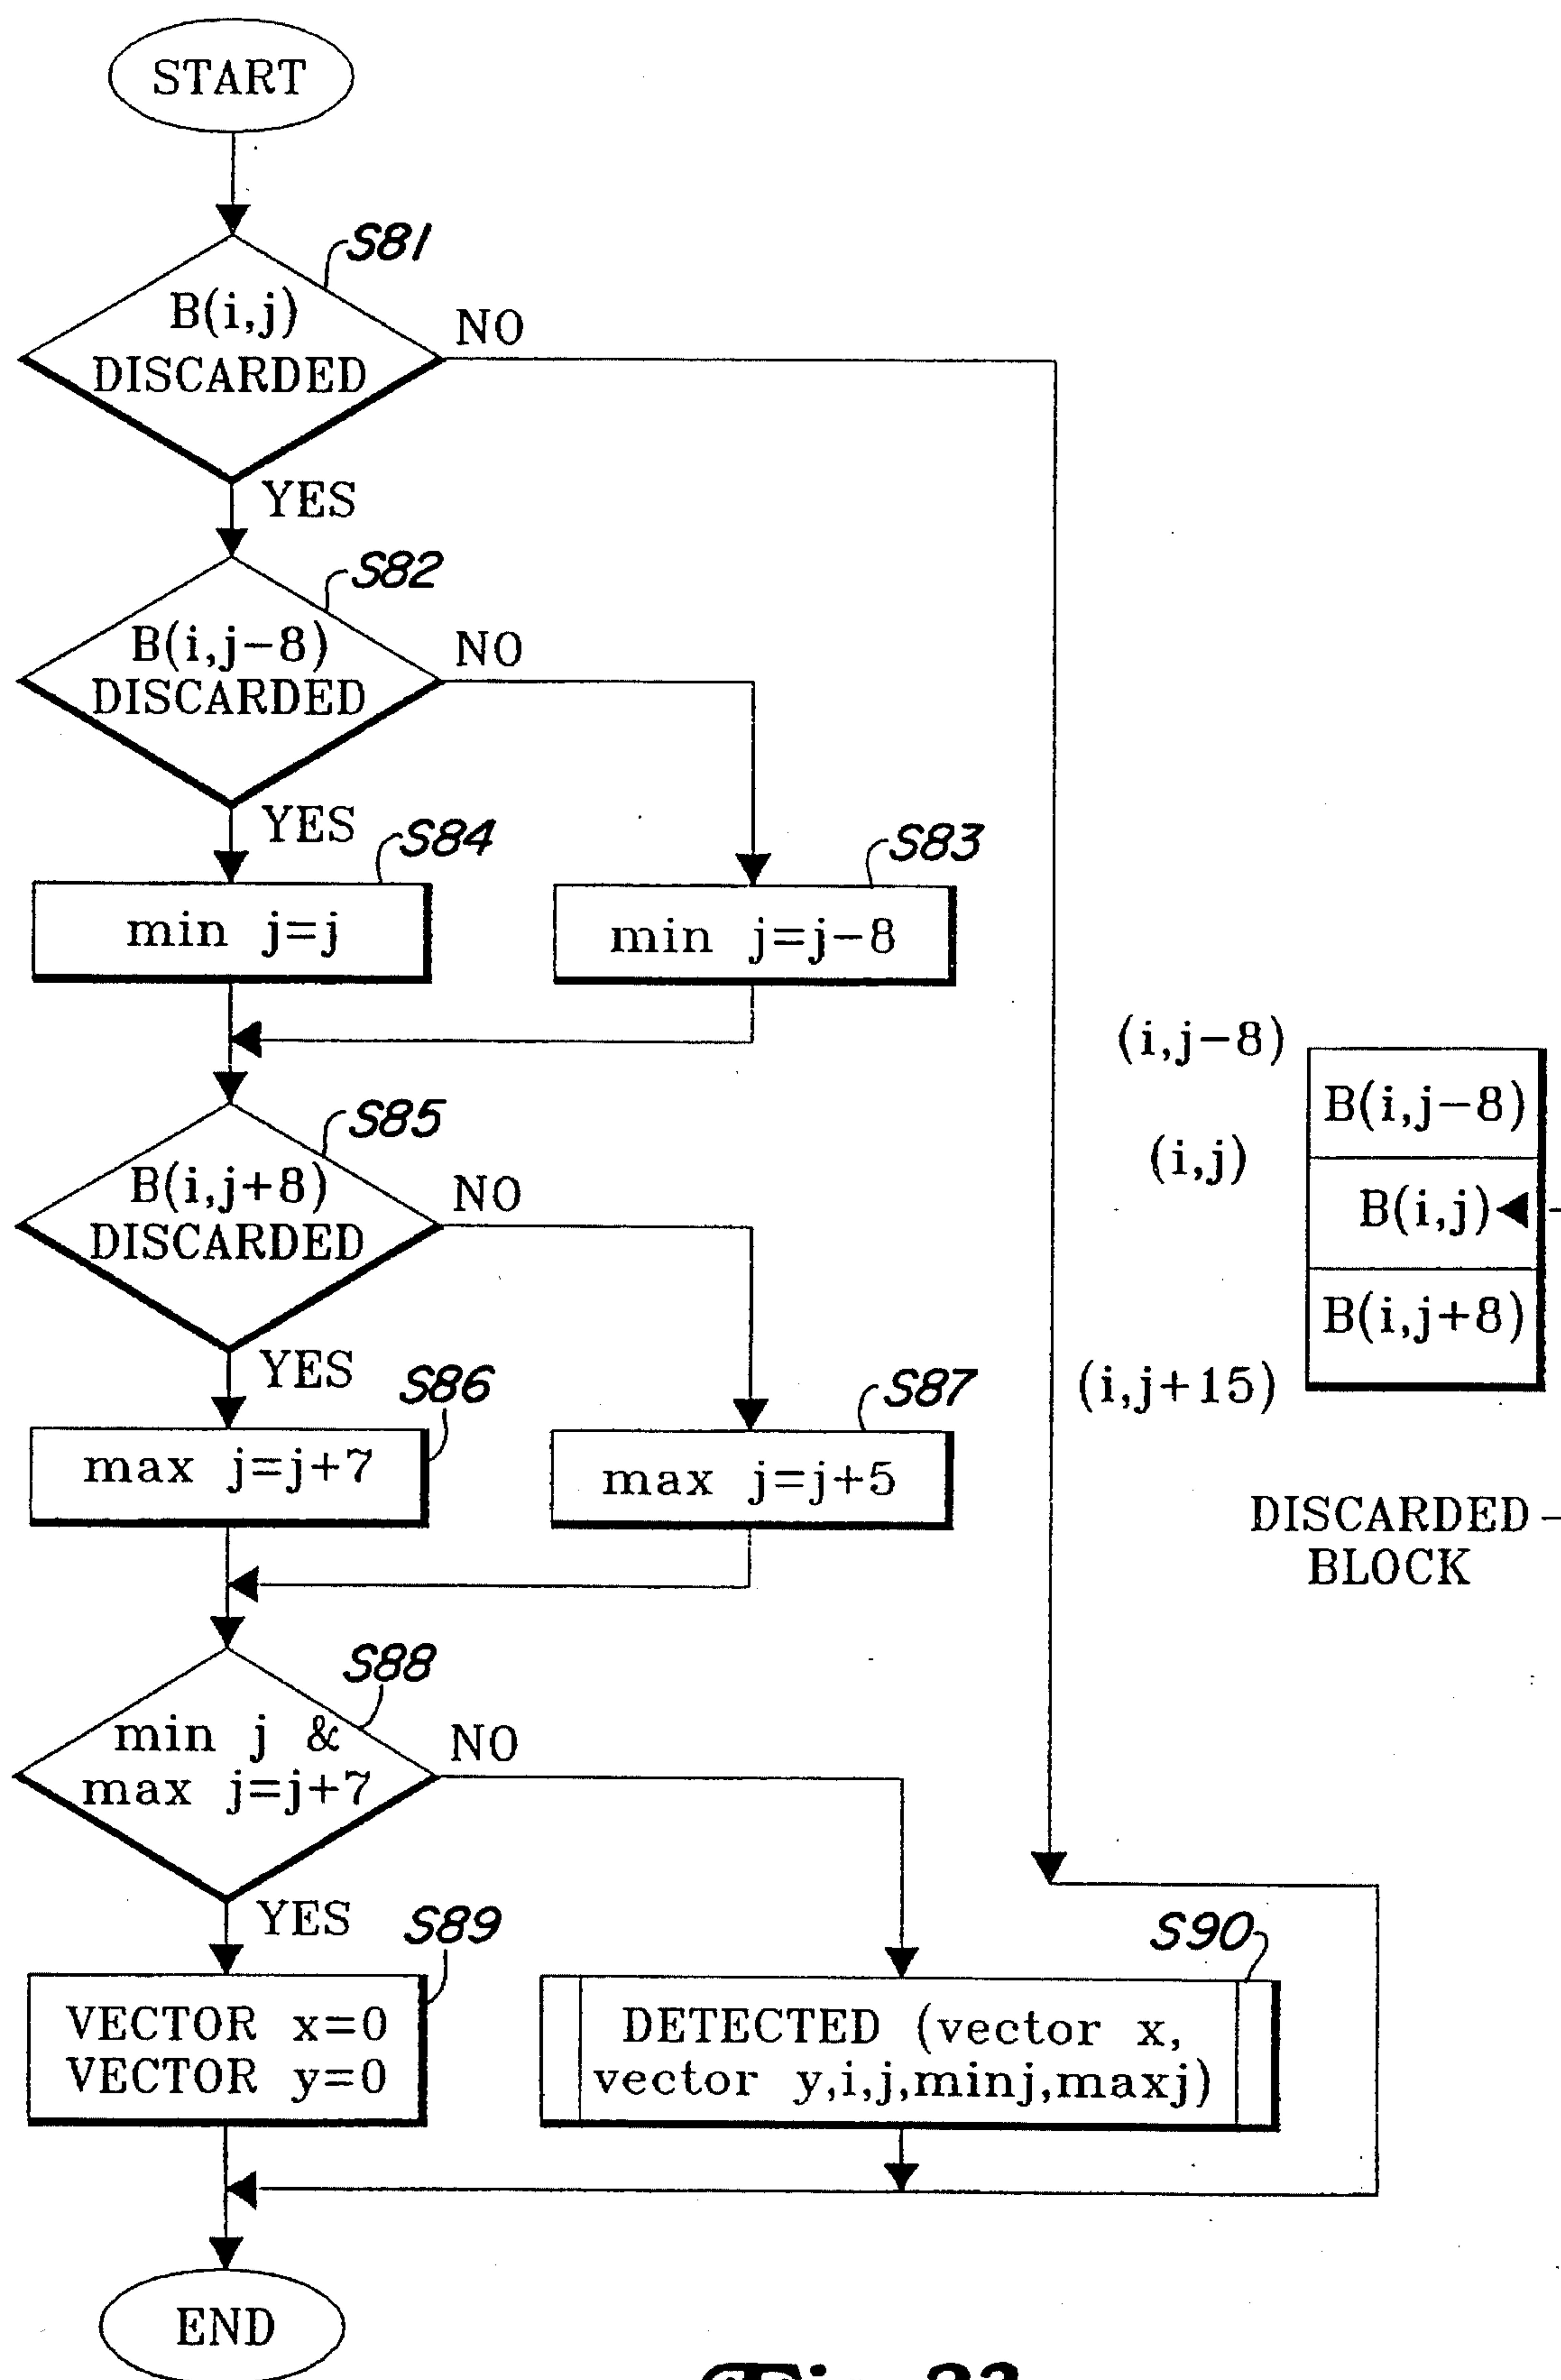 START
S81
B(i,j)
DISCARDED
NO
YES
S82
B(i,j-8)
DISCARDED
NO
YES
S84
min j=j
S83
min j=j-8
S85
B(i,j+8)
DISCARDED
NO
YES
S86
max j=j+7
S87
max j=j+5
S88
min j &
max j=j+7
NO
YES
S89
VECTOR x=0
VECTOR y=0
S90
DETECTED (vector x,
vector y,i,j,minj,maxj)
END
(i,j-8)
B(i,j-8)
(i,j)
B(i,j)
B(i,j+8)
(i,j+15)
DISCARDED
BLOCK